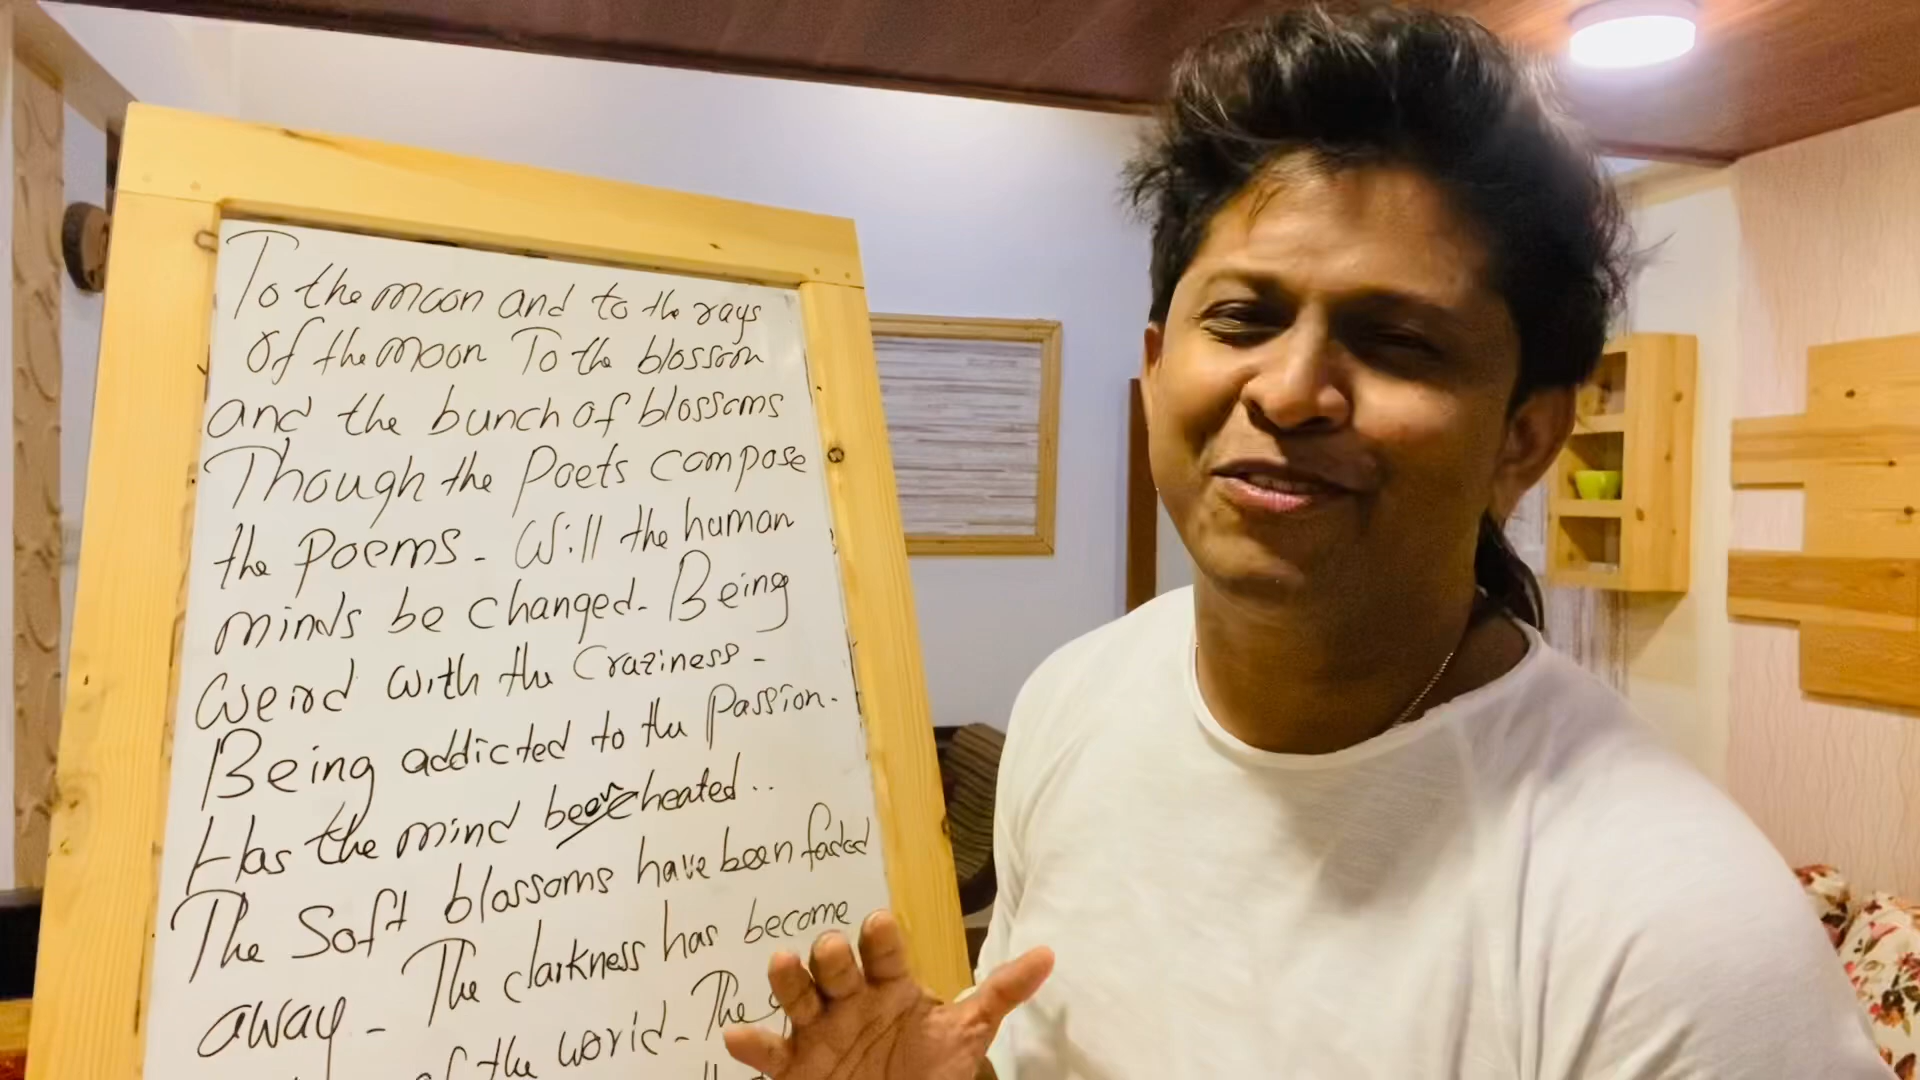 To the moon and to the rays
of the moon To the blossom
and the bunch of blossoms
Though the Poets compose
the Poems - Will the human
minds be changed - Being
weird with the Craziness -
Being addicted to the Passion -
Has the mind been cheated..
The Soft blossoms have been faded
away - The darkness has become
of the world - The